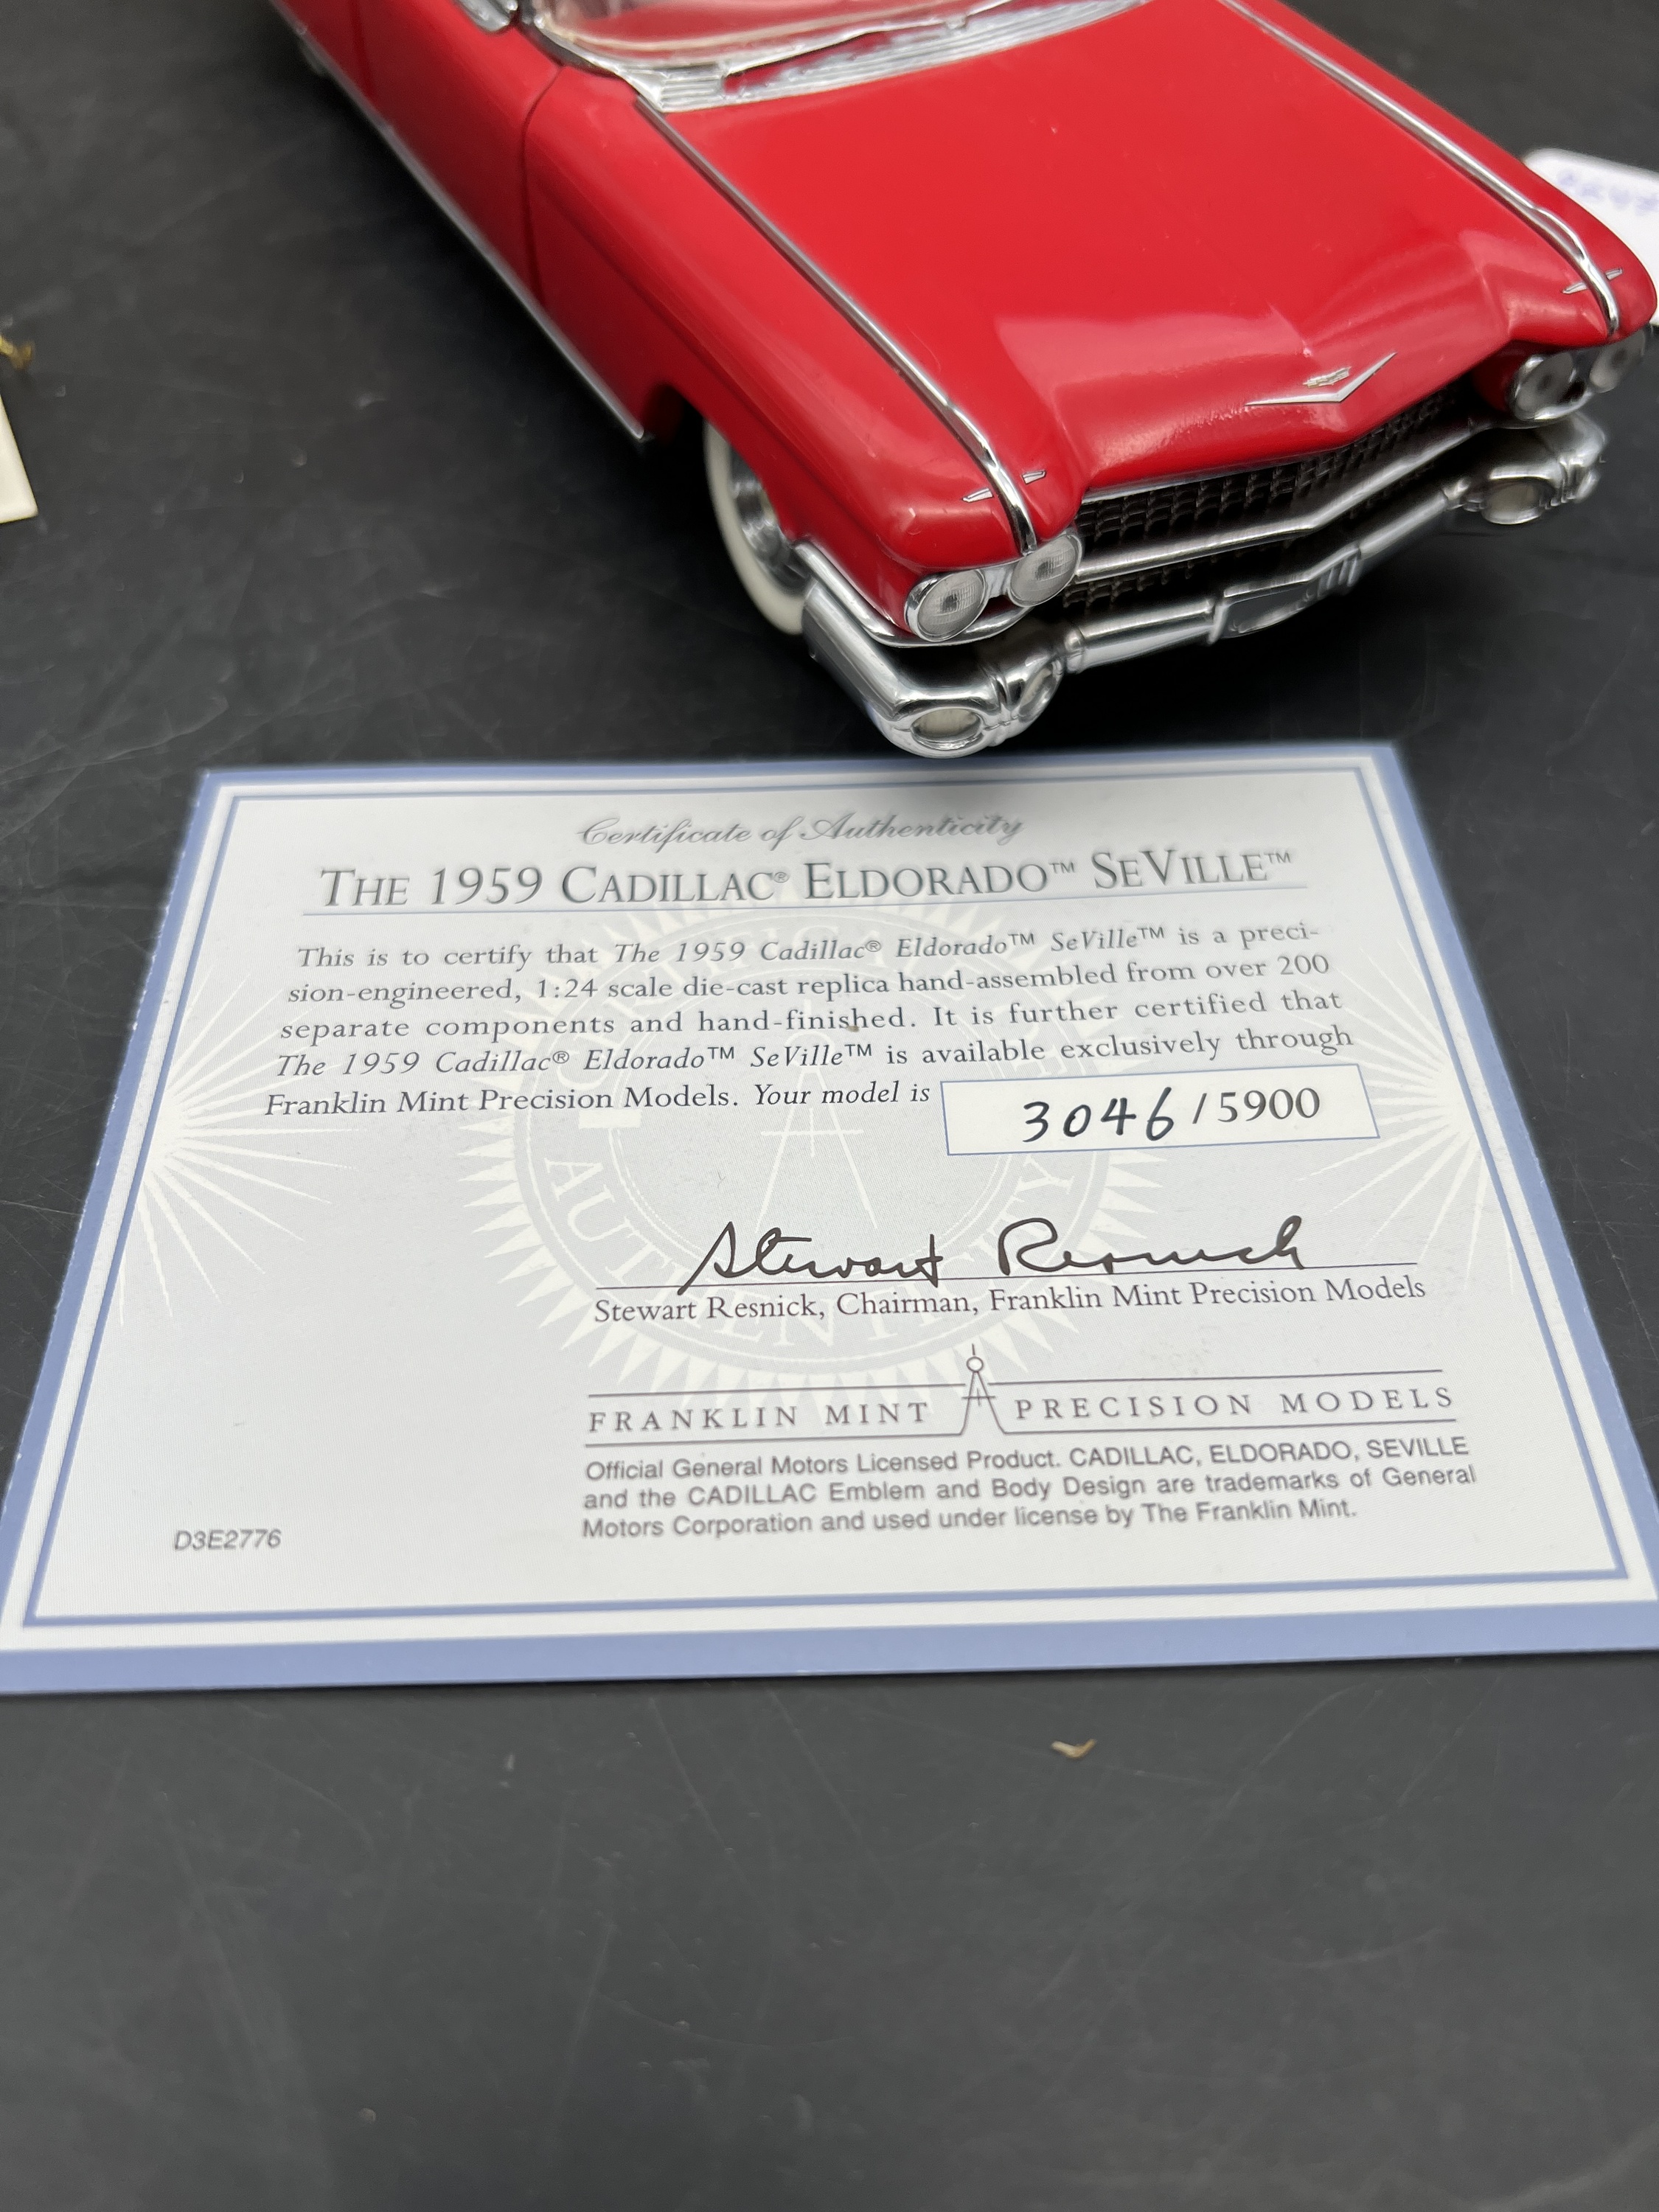 Certificate of Authenticity
THE 1959 CADILLAC® ELDORADO™ SEVILLE™
This is to certify that The 1959 Cadillac® Eldorado™ SeVille™ is a preci-
sion-engineered, 1:24 scale die-cast replica hand-assembled from over 200
separate components and hand-finished. It is further certified that
The 1959 Cadillac® Eldorado™ SeVille™ is available exclusively through
Franklin Mint Precision Models. Your model is 3046 / 5900
AUTHENTICITY
Stewart Resnick
Stewart Resnick, Chairman, Franklin Mint Precision Models
FRANKLIN MINT PRECISION MODELS
Official General Motors Licensed Product. CADILLAC, ELDORADO, SEVILLE
and the CADILLAC Emblem and Body Design are trademarks of General
Motors Corporation and used under license by The Franklin Mint.
D3E2776